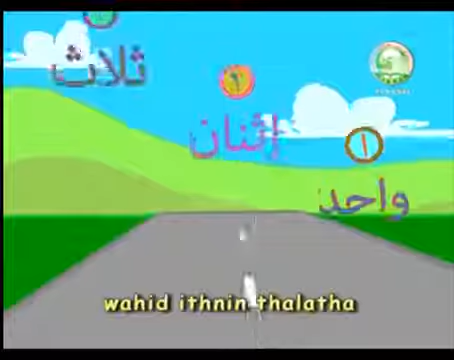 ١
واحد
٢
إثنان
ثلاث
wahid ithnin thalatha